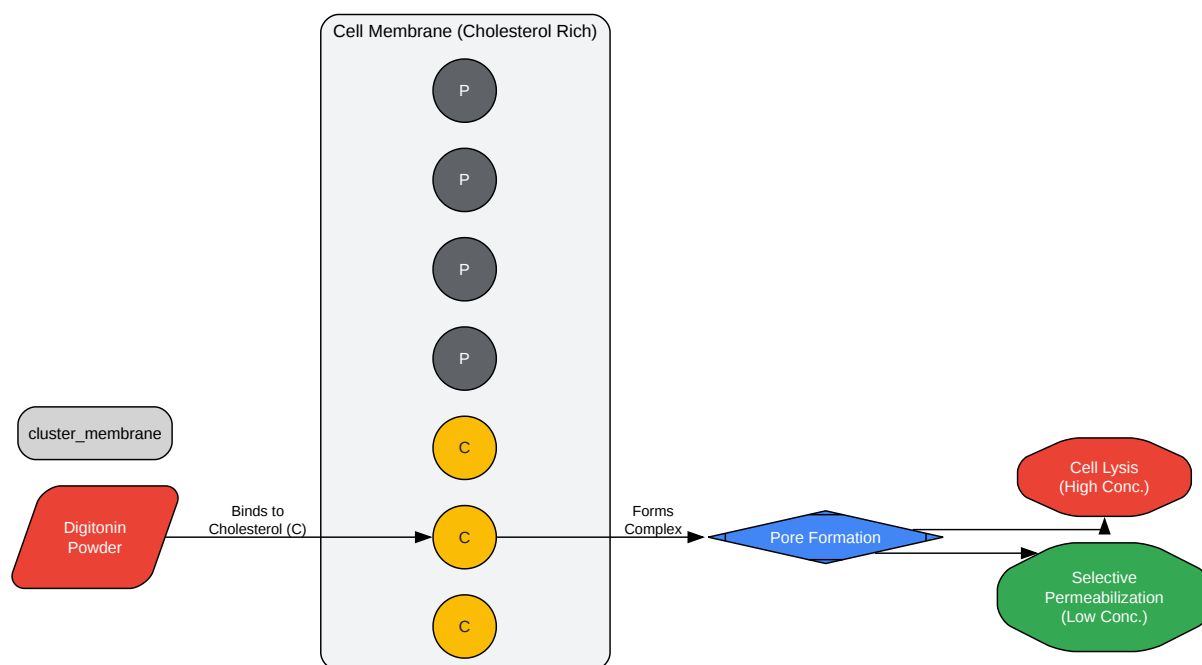 Cell Membrane (Cholesterol Rich)
P
P
P
P
C
C
C
cluster_membrane
Digitonin
Powder
Binds to
Cholesterol (C)
Forms
Complex
Pore Formation
Cell Lysis
(High Conc.)
Selective
Permeabilization
(Low Conc.)